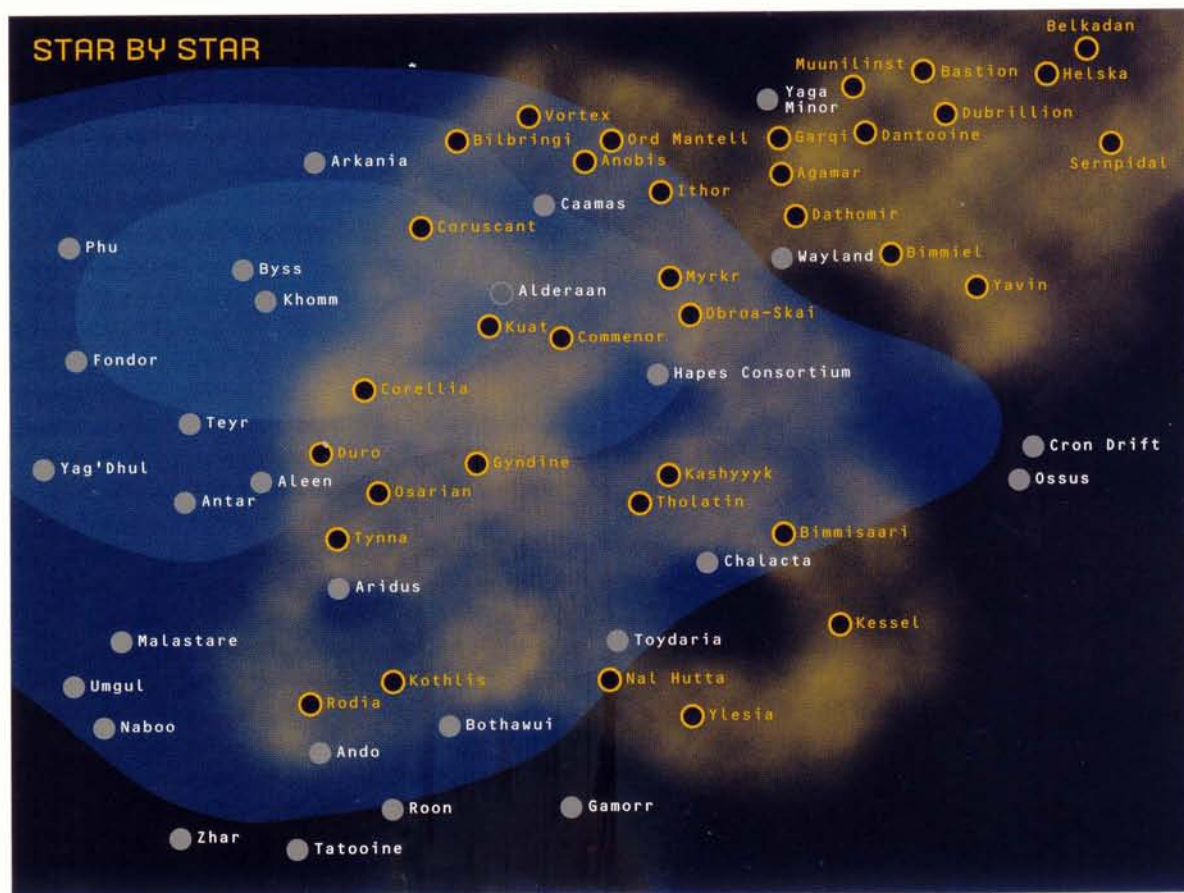 STAR BY STAR
Belkadan
Muunilinst
Bastion
Helska
Yaga
Minor
Dubrillion
Vortex
Bilbringi
Ord Mantell
Garqi
Dantooine
Sernpidal
Arkania
Anobis
Agamar
Ithor
Caamas
Dathomir
Coruscant
Phu
Byss
Wayland
Bimmiel
Khomm
Alderaan
Myrkr
Yavin
Obroa-Skai
Kuat
Commenor
Fondor
Hapes Consortium
Corellia
Teyr
Cron Drift
Duro
Yag'Dhul
Gyndine
Aleen
Kashyyyk
Ossus
Antar
Osarian
Tholatin
Tynna
Bimmisaari
Chalacta
Aridus
Kessel
Malastare
Toydaria
Umgul
Kothlis
Nal Hutta
Rodia
Ylesia
Naboo
Bothawui
Ando
Roon
Gamorr
Zhar
Tatooine